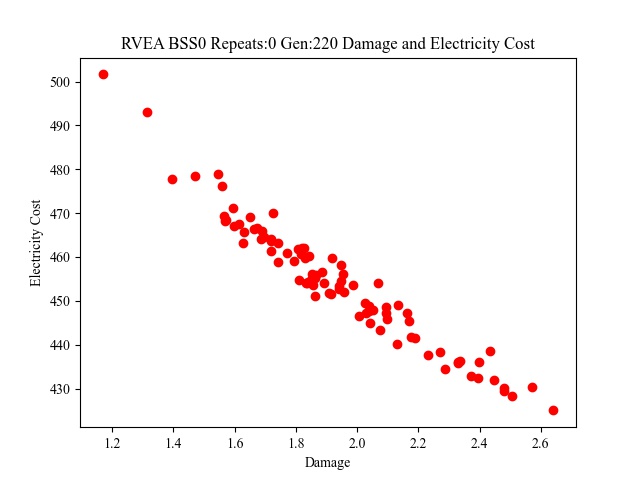 RVEA BSS0 Repeats:0 Gen:220 Damage and Electricity Cost
500
490
480
470
460
450
440
430
Electricity Cost
1.2 1.4 1.6 1.8 2.0 2.2 2.4 2.6
Damage